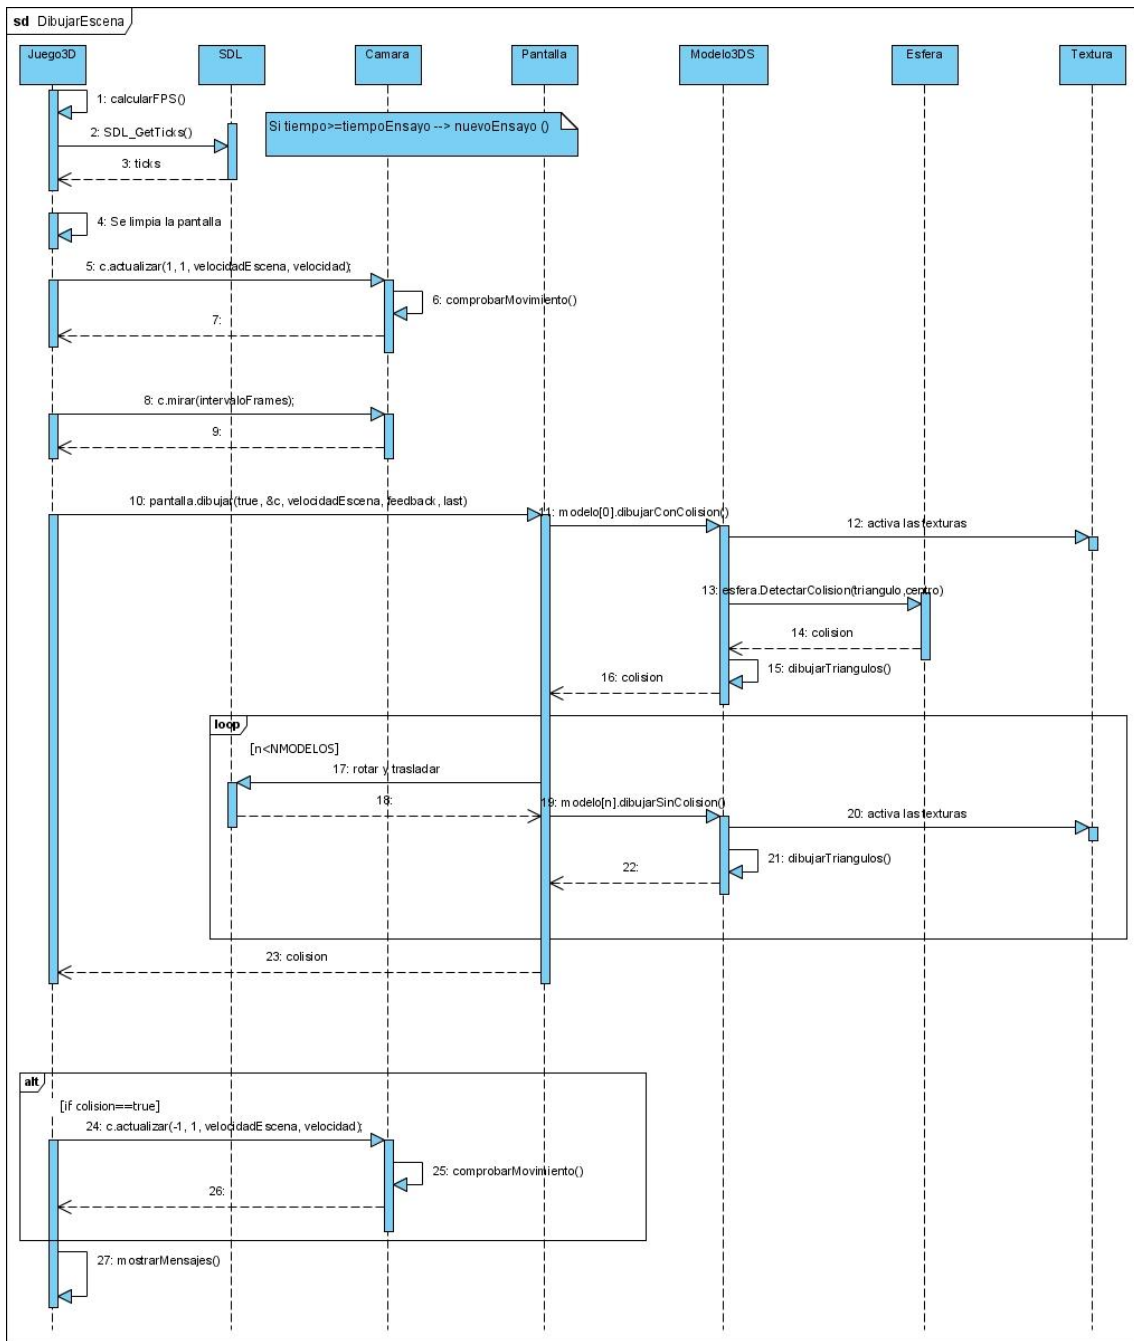 sd DibujarEscena
Juego3D
SDL
Camara
Pantalla
Modelo3DS
Esfera
Textura
1: calcularFPS()
2: SDL_GetTicks()
Si tiempo>=tiempoEnsayo --> nuevoEnsayo ()
3: ticks
4: Se limpia la pantalla
5: c.actualizar(1, 1, velocidadEscena, velocidad);
6: comprobarMovimiento()
7:
8: c.mirar(intervaloFrames);
9:
10: pantalla.dibujar(true, &c, velocidadEscena, feedback, last)
11: modelo[0].dibujarConColision()
12: activa las texturas
13: esfera.DetectarColision(triangulo,centro)
14: colision
15: dibujarTriangulos()
16: colision
loop
[n<NMODELOS]
17: rotar y trasladar
18:
19: modelo[n].dibujarSinColision()
20: activa las texturas
21: dibujarTriangulos()
22:
23: colision
alt
[if colision==true]
24: c.actualizar(-1, 1, velocidadEscena, velocidad);
25: comprobarMovimiento()
26:
27: mostrarMensajes()